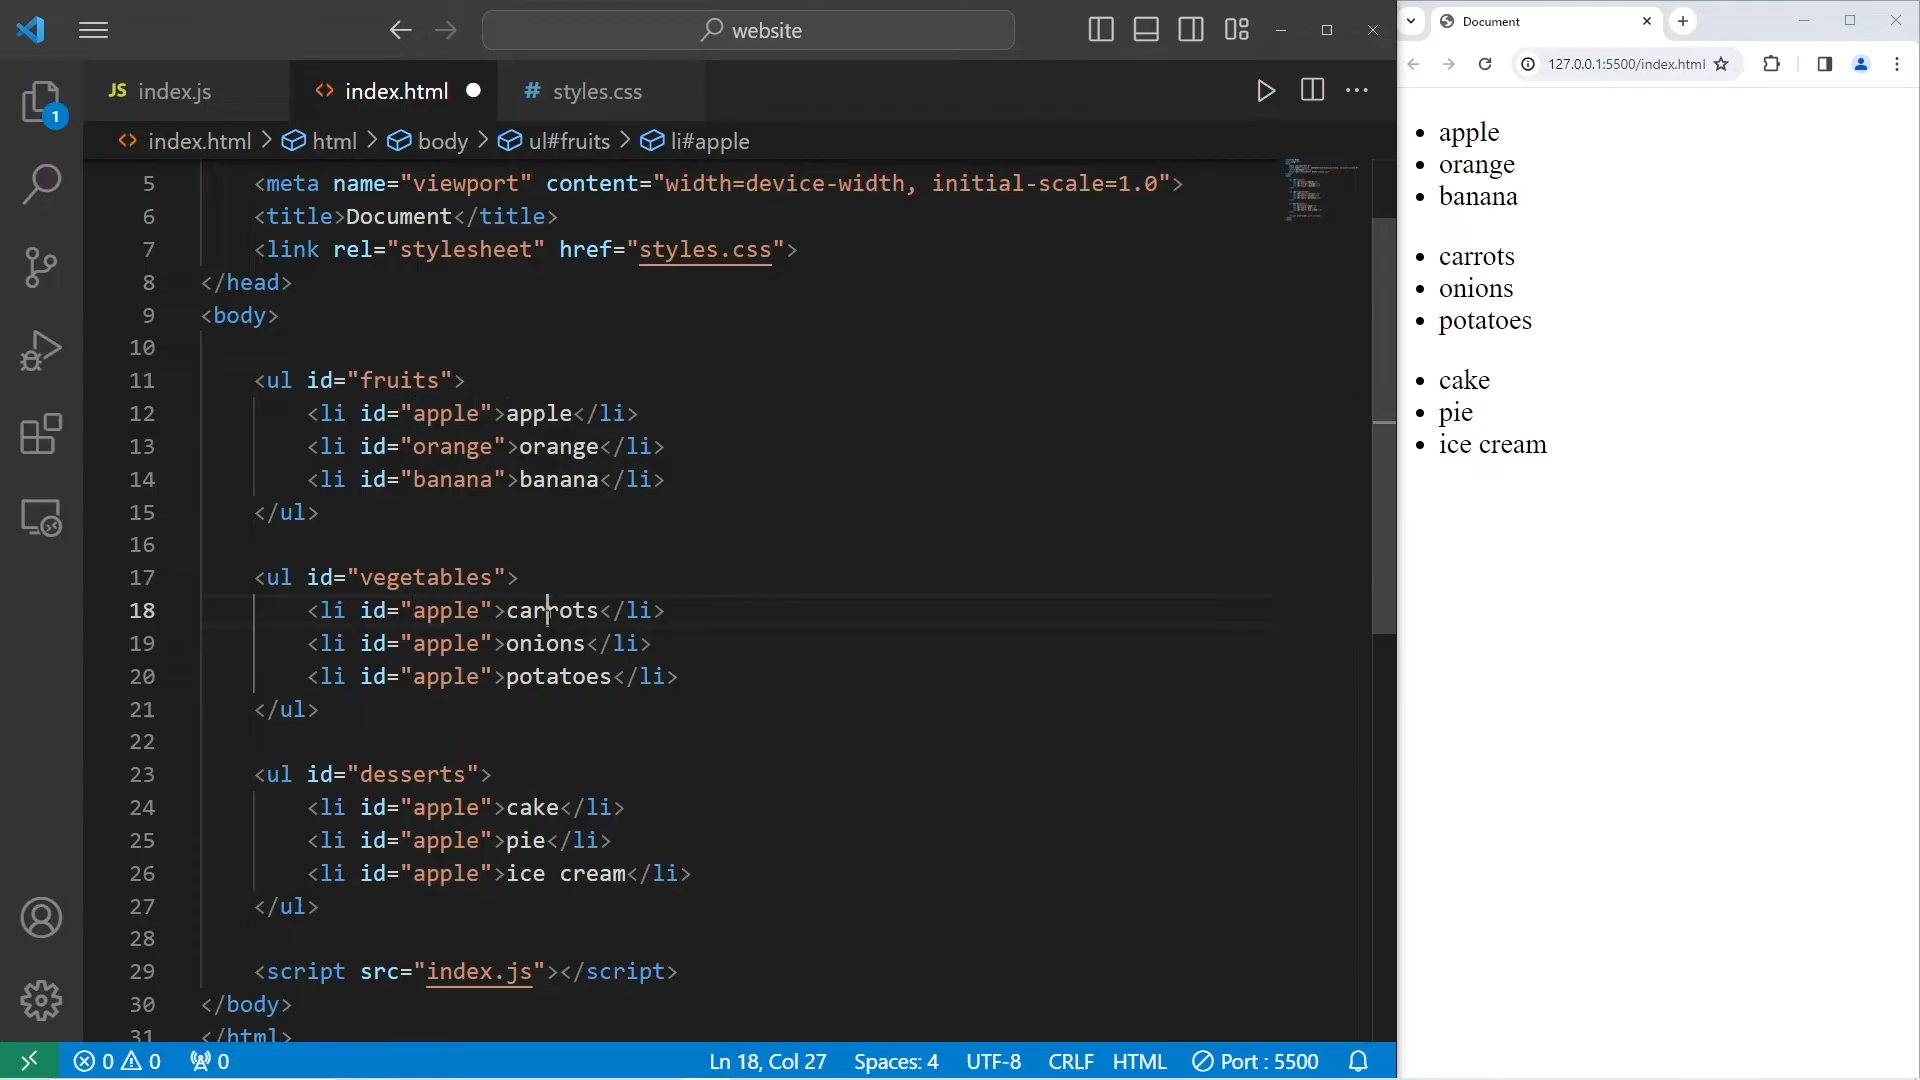 website
JS index.js
<> index.html
# styles.css
1
<> index.html > html > body > ul#fruits > li#apple
5 <meta name="viewport" content="width=device-width, initial-scale=1.0">
6 <title>Document</title>
7 <link rel="stylesheet" href="styles.css">
8 </head>
9 <body>
10
11 <ul id="fruits">
12 <li id="apple">apple</li>
13 <li id="orange">orange</li>
14 <li id="banana">banana</li>
15 </ul>
16
17 <ul id="vegetables">
18 <li id="apple">carrots</li>
19 <li id="apple">onions</li>
20 <li id="apple">potatoes</li>
21 </ul>
22
23 <ul id="desserts">
24 <li id="apple">cake</li>
25 <li id="apple">pie</li>
26 <li id="apple">ice cream</li>
27 </ul>
28
29 <script src="index.js"></script>
30 </body>
31 </html>
0 0 0 Ln 18, Col 27 Spaces: 4 UTF-8 CRLF HTML Port : 5500
Document
127.0.0.1:5500/index.html
• apple
• orange
• banana
• carrots
• onions
• potatoes
• cake
• pie
• ice cream